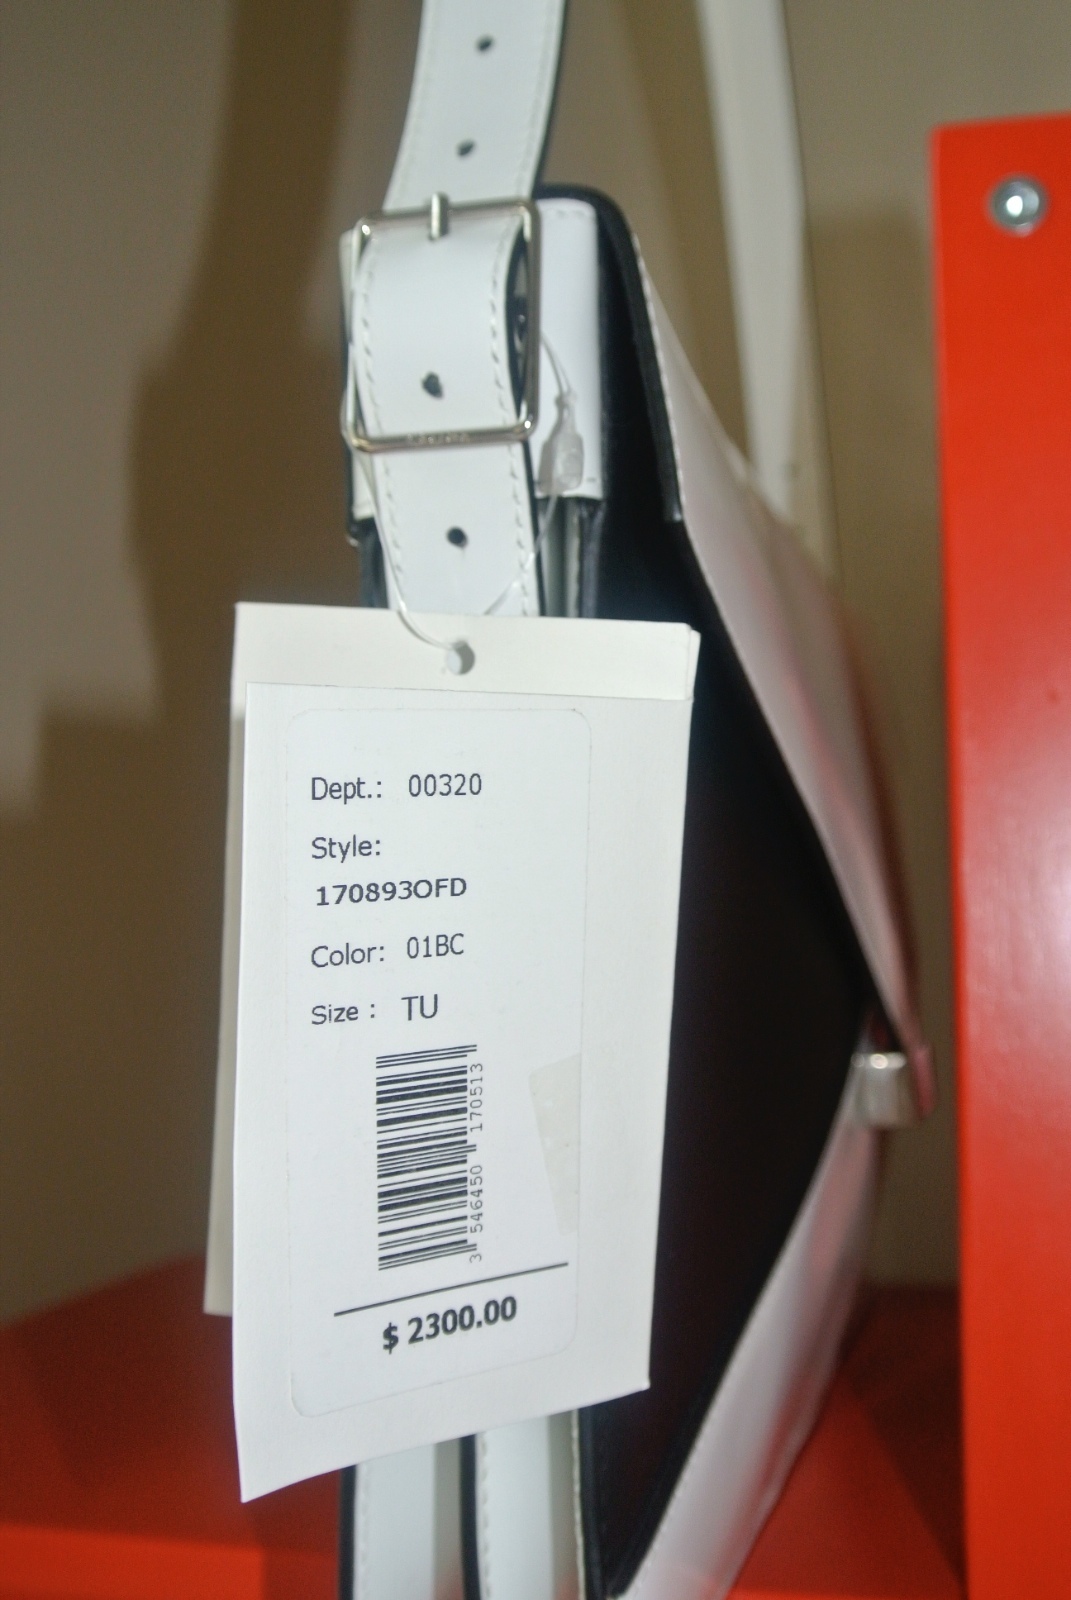 Dept.: 00320
Style:
170893OFD
Color: 01BC
Size : TU
3 546450 170513
$ 2300.00